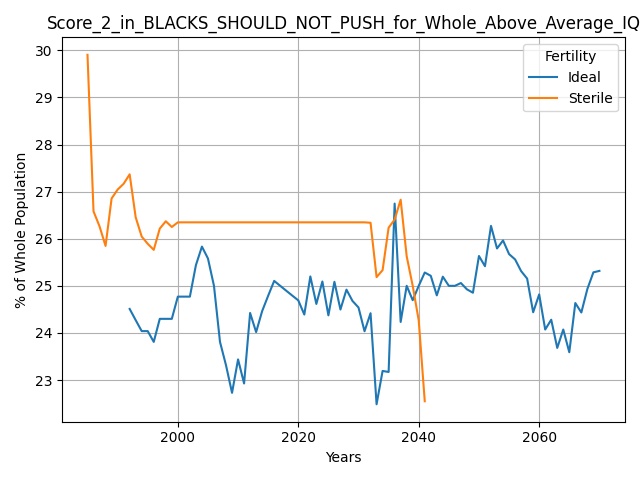 Score_2_in_BLACKS_SHOULD_NOT_PUSH_for_Whole_Above_Average_IQ
30
29
28
27
26
25
24
23
% of Whole Population
Fertility
Ideal
Sterile
2000
2020
2040
2060
Years